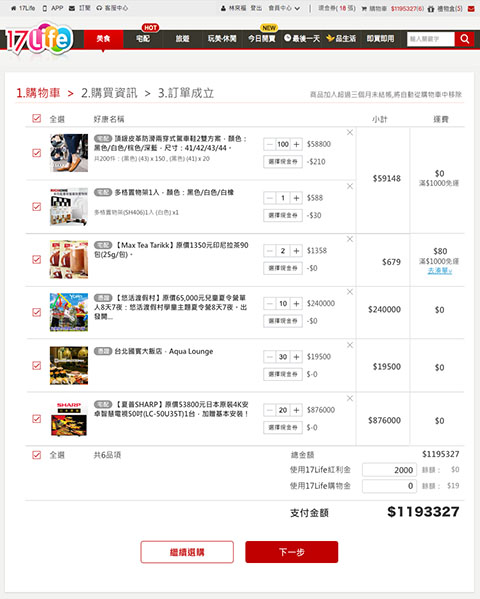 17Life APP 訂閱 客服中心 林寀福 登出 會員中心 現金券( 18 張) 購物車 $1195327(6) 禮物盒(5)
17Life 美食 宅配 HOT 旅遊 玩美·休閒 今日開賣 NEW 最後一天 品生活 即買即用 輸入關鍵字
1.購物車 > 2.購買資訊 > 3.訂單成立
商品加入超過三個月未結帳,將自動從購物車中移除
全選 好康名稱 小計 運費
宅配 頂級皮革防滑兩穿式駕車鞋2雙方案，顏色：
黑色/白色/棕色/深藍，尺寸：41/42/43/44。
共200件：(黑色) (43) x 150 , (黑色) (41) x 20
100 $58800
選擇現金券 -$210
宅配 多格置物架1入，顏色：黑色/白色/白橡
多格置物架(SH406)1入 (白色) x1
1 $588
選擇現金券 -$30
$59148
$0
滿$1000免運
宅配 【Max Tea Tarikk】原價1350元印尼拉茶90
包(25g/包)。
2 $1358
選擇現金券 -$0
$679
$80
滿$1000免運
去湊單
憑證 【悠活渡假村】原價65,000元兒童夏令營單
人8天7夜：悠活渡假村學童主題夏令營8天7夜，出
發開...
10 $240000
選擇現金券 -$0
$240000
$0
憑證 台北國賓大飯店，Aqua Lounge
30 $19500
選擇現金券 $-0
$19500
$0
SHARP
宅配 【夏普SHARP】原價53800元日本原裝4K安
卓智慧電視50吋(LC-50U35T)1台，加贈基本安裝！
20 $876000
選擇現金券 $-0
$876000
$0
全選 共6品項
總金額 $1195327
使用17Life紅利金 2000 餘額： $0
使用17Life購物金 0 餘額： $19
支付金額 $1193327
繼續選購 下一步